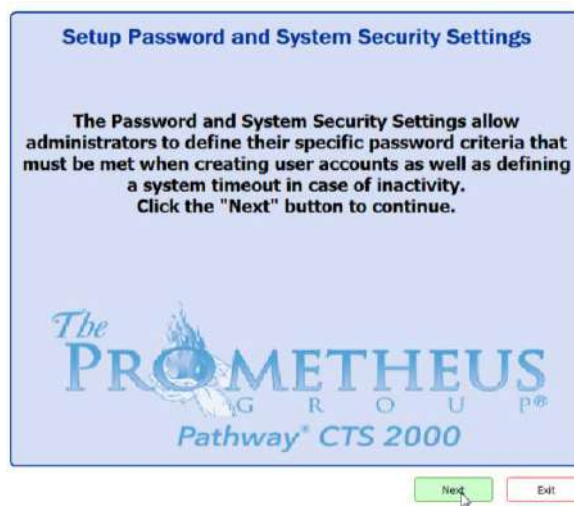 Setup Password and System Security Settings
The Password and System Security Settings allow
administrators to define their specific password criteria that
must be met when creating user accounts as well as defining
a system timeout in case of inactivity.
Click the "Next" button to continue.
The
PROMETHEUS
G R O U P®
Pathway® CTS 2000
Next Exit